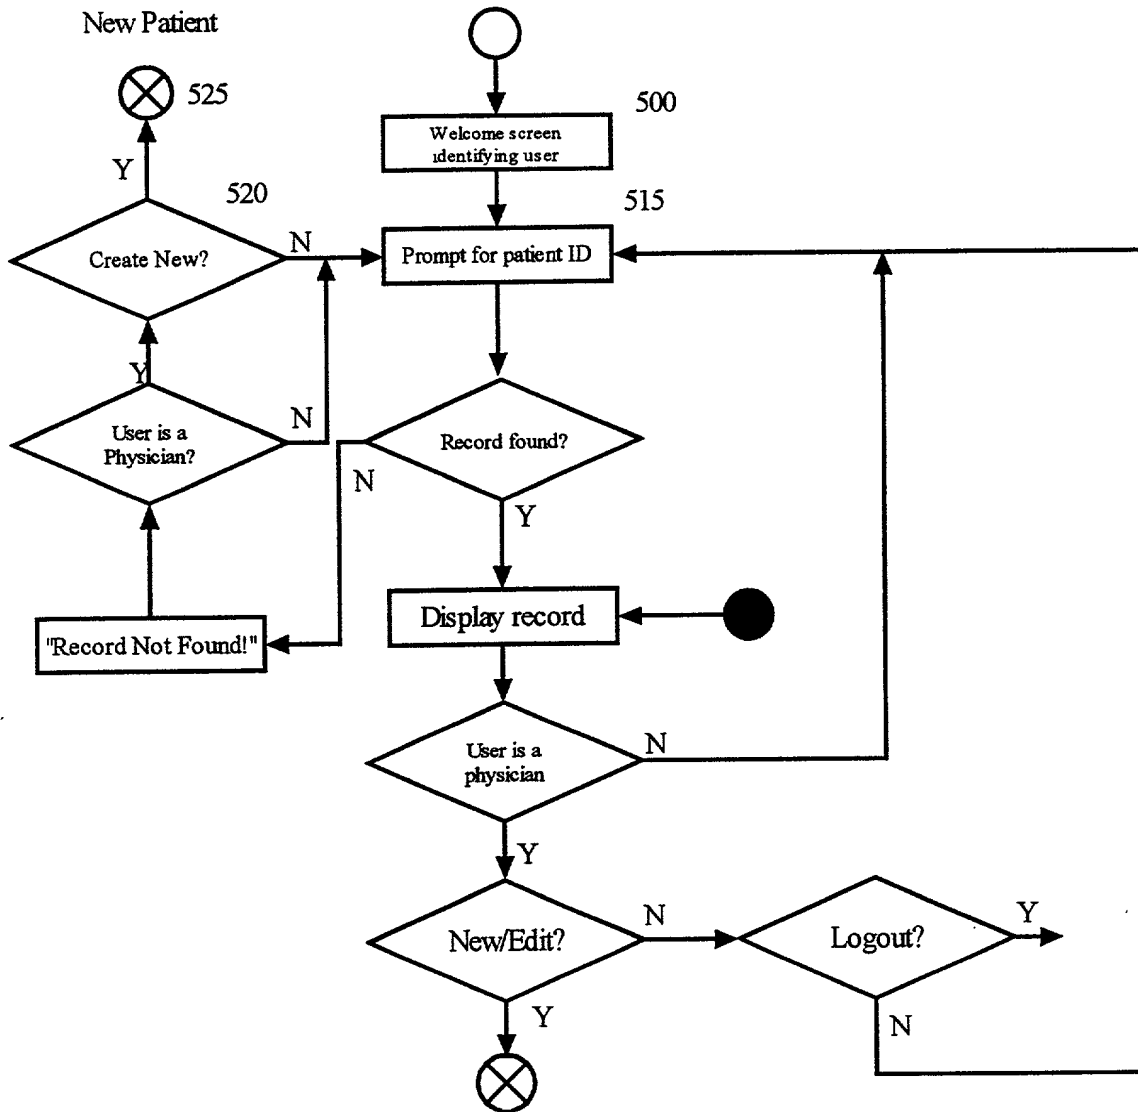 New Patient
525
500
Welcome screen
identifying user
Y
520
515
Create New?
N
Prompt for patient ID
Y
User is a
Physician?
N
Record found?
N
Y
Display record
"Record Not Found!"
User is a
physician
N
Y
New/Edit?
N
Logout?
Y
Y
N